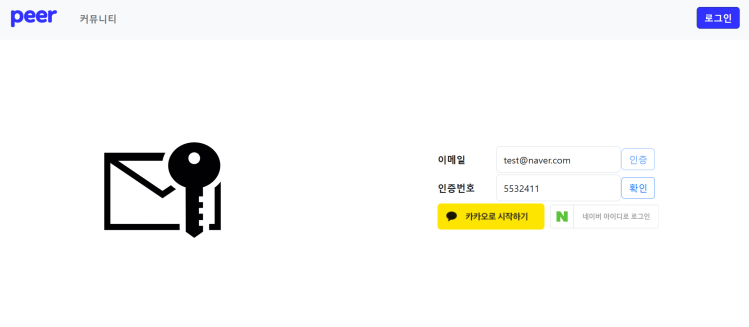 peer 커뮤니티 로그인
이메일 test@naver.com 인증
인증번호 5532411 확인
카카오로 시작하기 N 네이버 아이디로 로그인